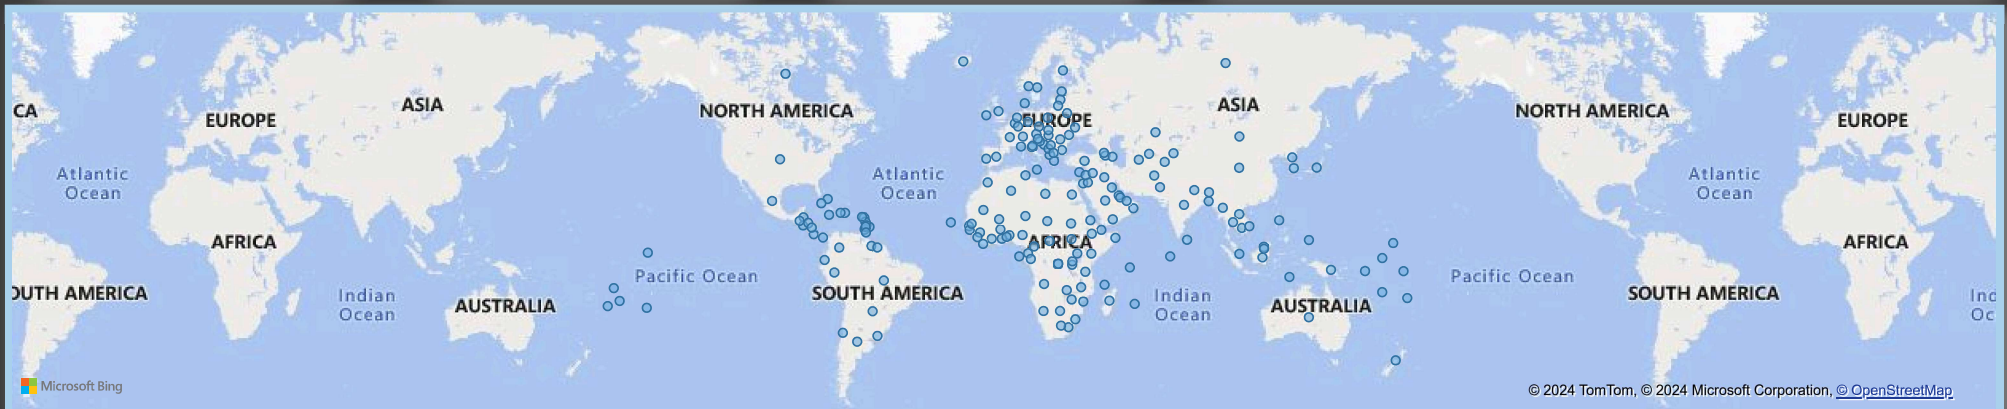 CA
EUROPE
ASIA
NORTH AMERICA
EUROPE
ASIA
NORTH AMERICA
EUROPE
Atlantic
Ocean
Atlantic
Ocean
Atlantic
Ocean
AFRICA
AFRICA
AFRICA
Pacific Ocean
Pacific Ocean
OUTH AMERICA
Indian
Ocean
AUSTRALIA
SOUTH AMERICA
Indian
Ocean
AUSTRALIA
SOUTH AMERICA
Ind
Oc
Microsoft Bing
© 2024 TomTom, © 2024 Microsoft Corporation, © OpenStreetMap